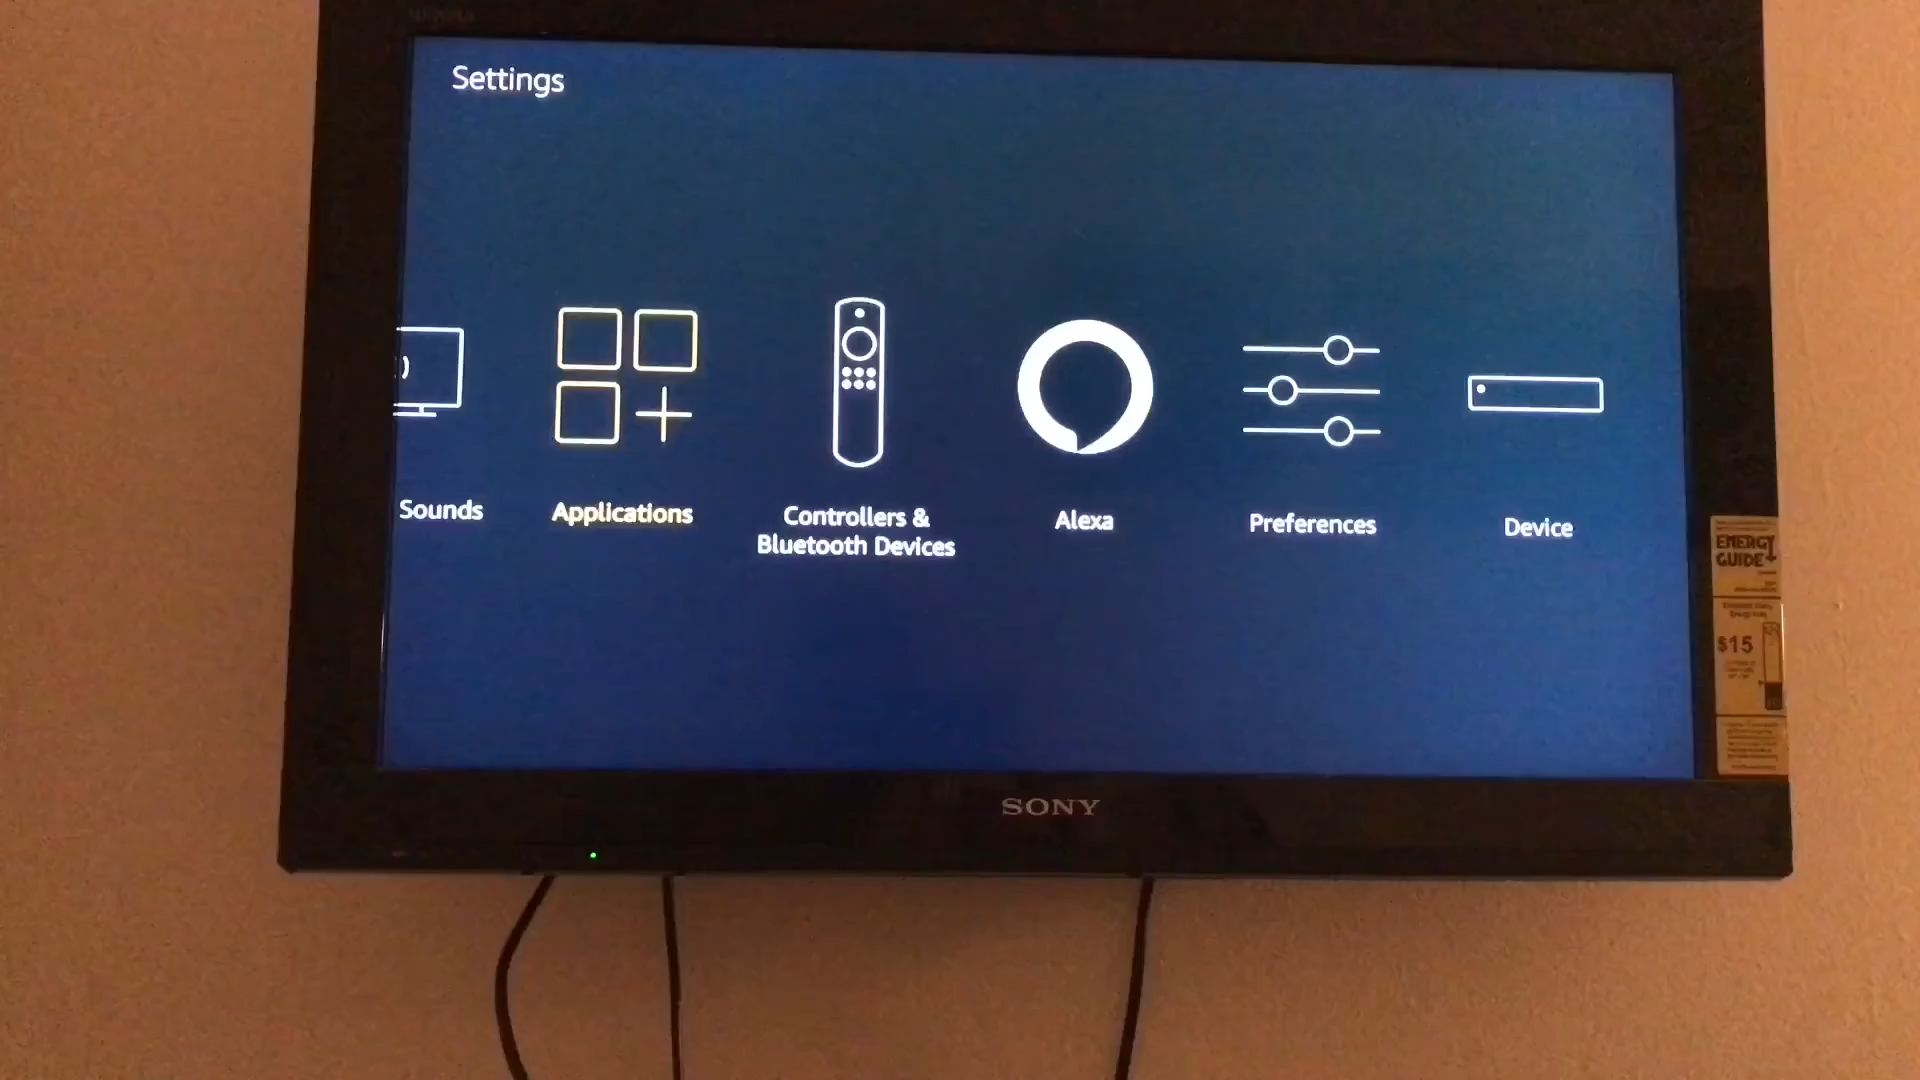 Settings
Sounds
Applications
Controllers &
Bluetooth Devices
Alexa
Preferences
Device
ENERGY
GUIDE
$15
SONY